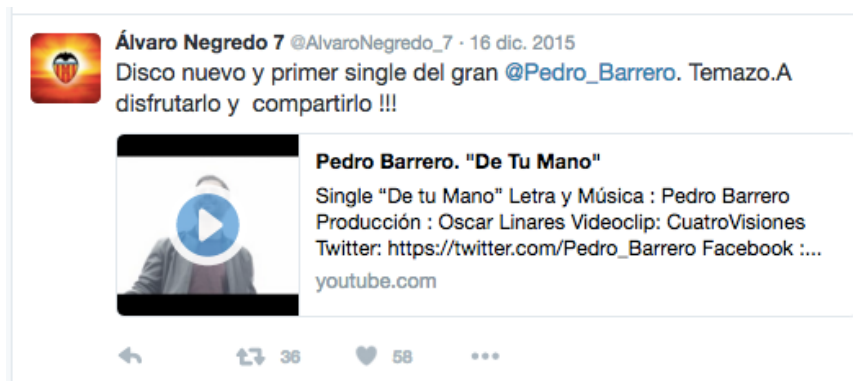 Álvaro Negredo 7 @AlvaroNegredo_7 · 16 dic. 2015
Disco nuevo y primer single del gran @Pedro_Barrero. Temazo.A
disfrutarlo y  compartirlo !!!
Pedro Barrero. "De Tu Mano"
Single “De tu Mano” Letra y Música : Pedro Barrero
Producción : Oscar Linares Videoclip: CuatroVisiones
Twitter: https://twitter.com/Pedro_Barrero Facebook :...
youtube.com
36 58